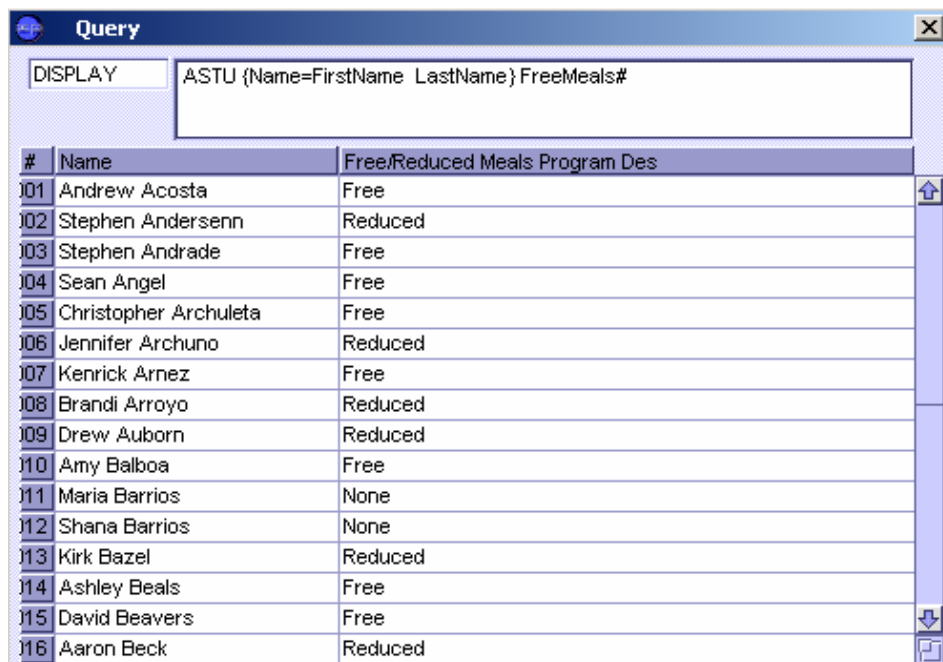 Query
DISPLAY
ASTU {Name=FirstName LastName} FreeMeals#
# Name Free/Reduced Meals Program Des
001 Andrew Acosta Free
002 Stephen Andersenn Reduced
003 Stephen Andrade Free
004 Sean Angel Free
005 Christopher Archuleta Free
006 Jennifer Archuno Reduced
007 Kenrick Arnez Free
008 Brandi Arroyo Reduced
009 Drew Auborn Reduced
010 Amy Balboa Free
011 Maria Barrios None
012 Shana Barrios None
013 Kirk Bazel Reduced
014 Ashley Beals Free
015 David Beavers Free
016 Aaron Beck Reduced